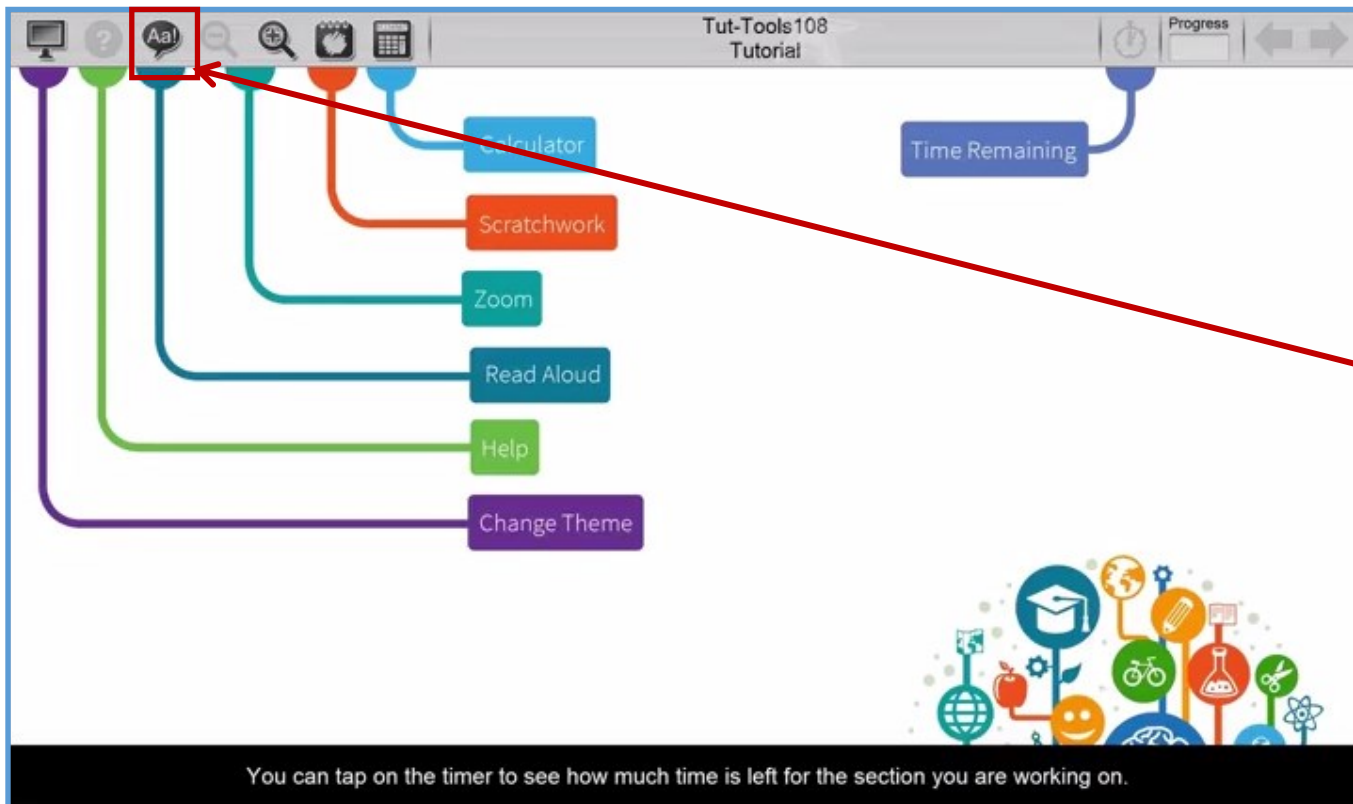 Aa!
Tut-Tools108
Tutorial
Progress
Calculator
Time Remaining
Scratchwork
Zoom
Read Aloud
Help
Change Theme
You can tap on the timer to see how much time is left for the section you are working on.